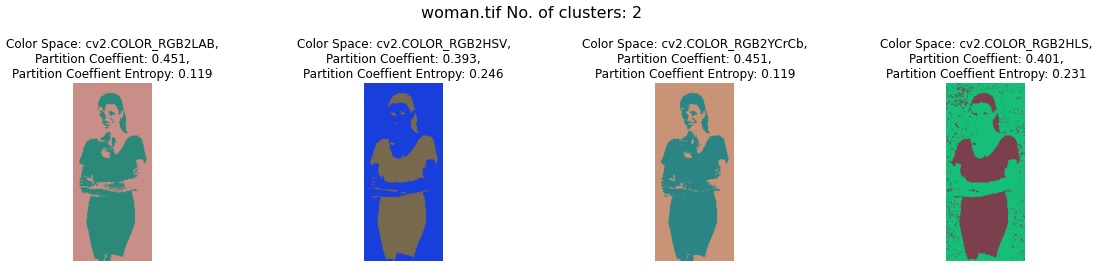 woman.tif No. of clusters: 2
Color Space: cv2.COLOR_RGB2LAB,
Partition Coeffient: 0.451,
Partition Coeffient Entropy: 0.119
Color Space: cv2.COLOR_RGB2HSV,
Partition Coeffient: 0.393,
Partition Coeffient Entropy: 0.246
Color Space: cv2.COLOR_RGB2YCrCb,
Partition Coeffient: 0.451,
Partition Coeffient Entropy: 0.119
Color Space: cv2.COLOR_RGB2HLS,
Partition Coeffient: 0.401,
Partition Coeffient Entropy: 0.231